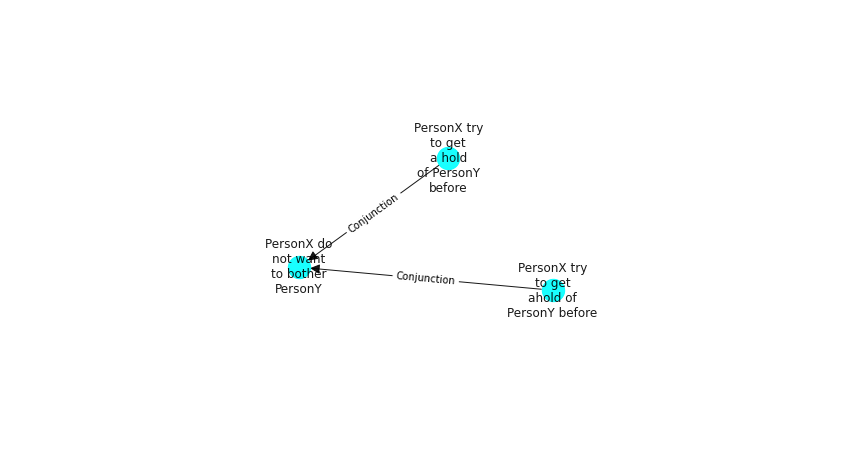 PersonX try
to get
a hold
of PersonY
before
Conjunction
PersonX do
not want
to bother
PersonY
Conjunction
PersonX try
to get
ahold of
PersonY before